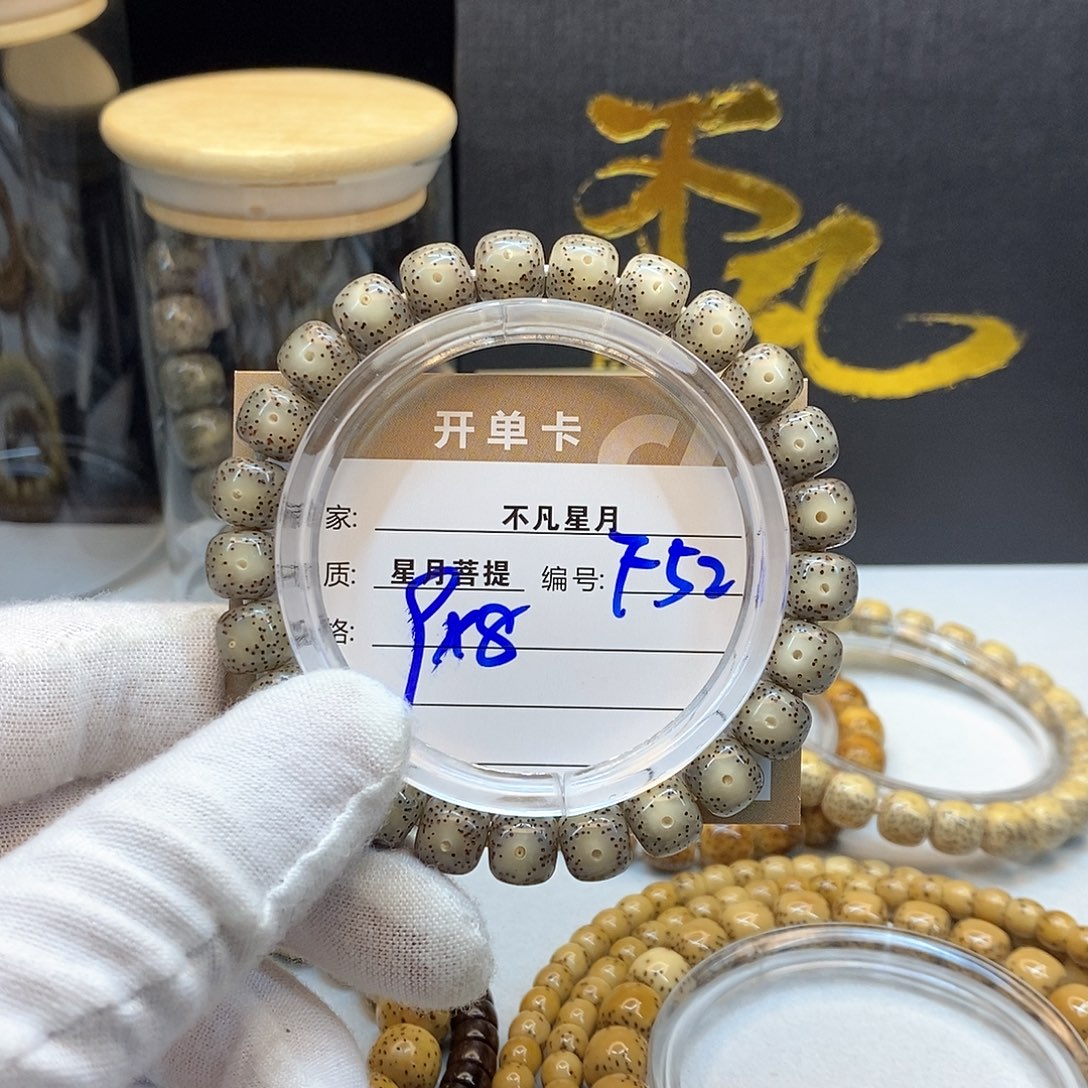 不凡
开单卡
家: 不凡星月
质: 星月菩提 编号: F52
格: 9x8